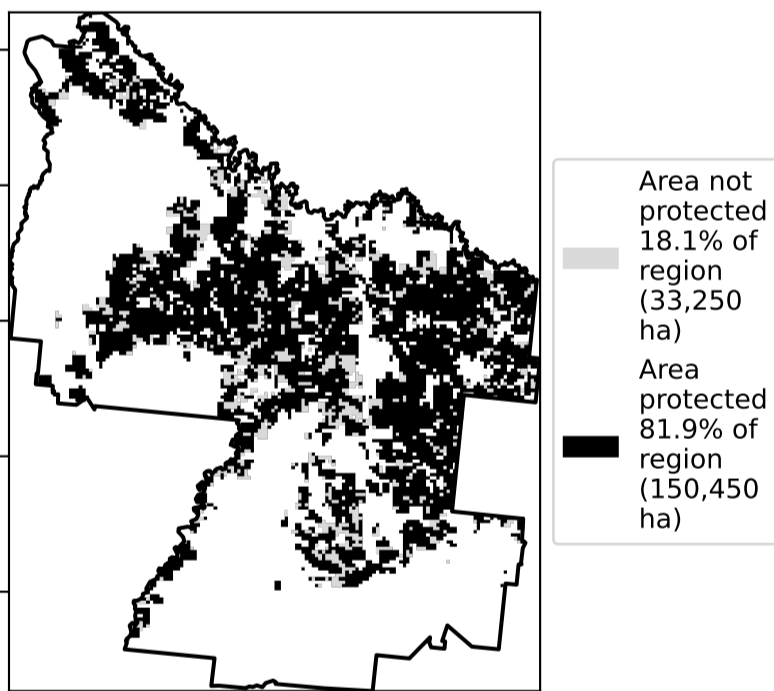 Area not
protected
18.1% of
region
(33,250
ha)
Area
protected
81.9% of
region
(150,450
ha)